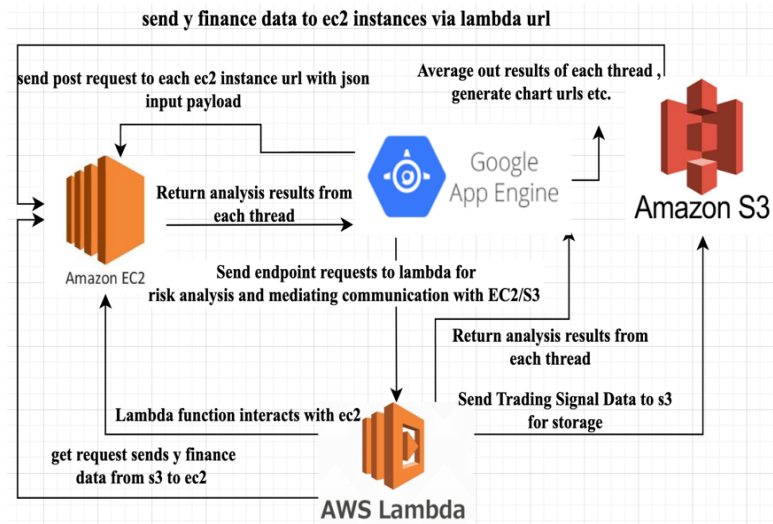 send y finance data to ec2 instances via lambda url
send post request to each ec2 instance url with json
input payload
Average out results of each thread ,
generate chart urls etc.
Google
App Engine
Amazon S3
Return analysis results from
each thread
Amazon EC2
Send endpoint requests to lambda for
risk analysis and mediating communication with EC2/S3
Return analysis results from
each thread
Lambda function interacts with ec2
Send Trading Signal Data to s3
for storage
get request sends y finance
data from s3 to ec2
AWS Lambda